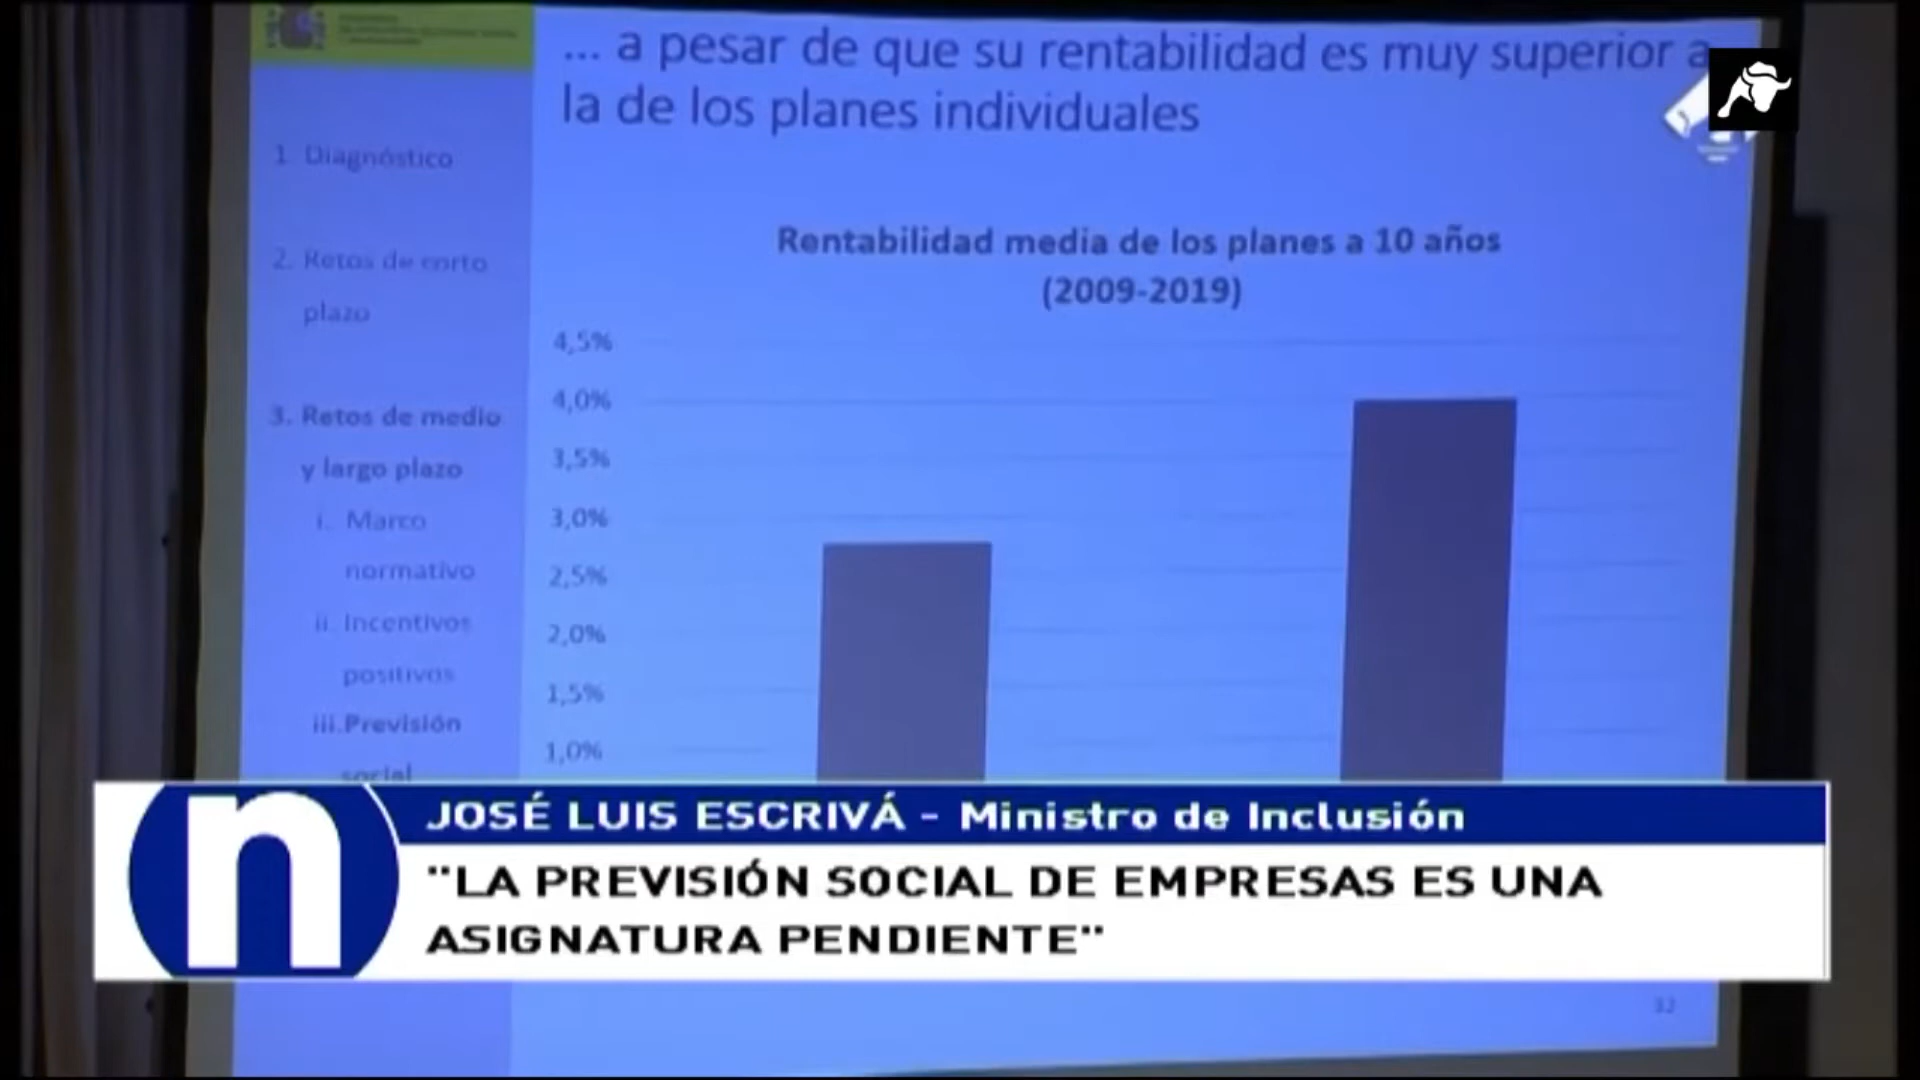 ... a pesar de que su rentabilidad es muy superior a
la de los planes individuales
1. Diagnóstico
2. Retos de corto
plazo
3. Retos de medio
y largo plazo
i. Marco
normativo
ii. Incentivos
positivos
iii. Previsión
social
Rentabilidad media de los planes a 10 años
(2009-2019)
4,5%
4,0%
3,5%
3,0%
2,5%
2,0%
1,5%
1,0%
n
JOSÉ LUIS ESCRIVÁ - Ministro de Inclusión
"LA PREVISIÓN SOCIAL DE EMPRESAS ES UNA
ASIGNATURA PENDIENTE"
32